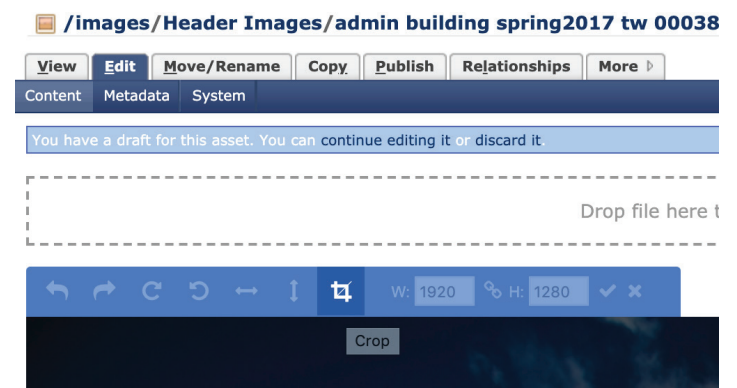 /images/Header Images/admin building spring2017 tw 00038
View Edit Move/Rename Copy Publish Relationships More
Content Metadata System
You have a draft for this asset. You can continue editing it or discard it.
Drop file here t
W: 1920 H: 1280
Crop